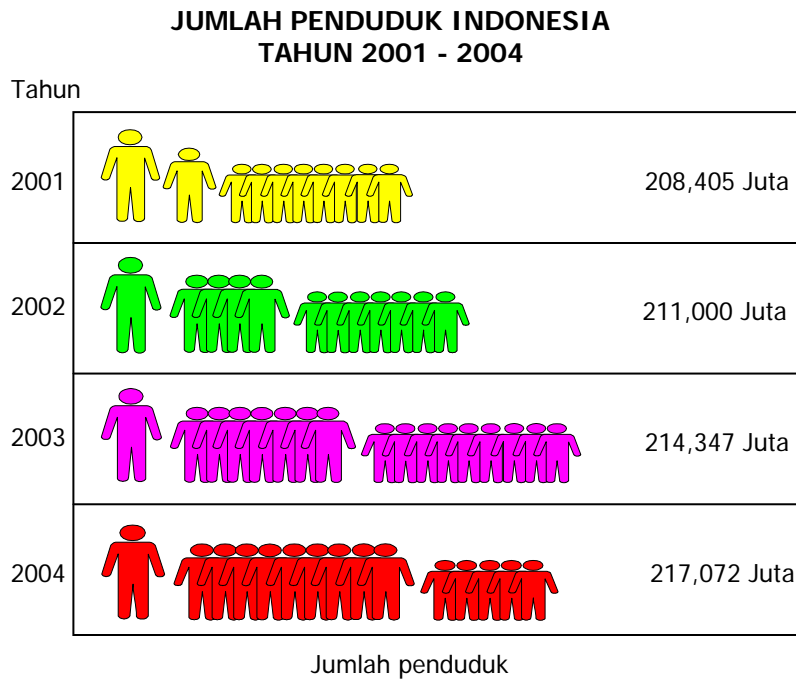 JUMLAH PENDUDUK INDONESIA
TAHUN 2001 - 2004
Tahun
2001 208,405 Juta
2002 211,000 Juta
2003 214,347 Juta
2004 217,072 Juta
Jumlah penduduk